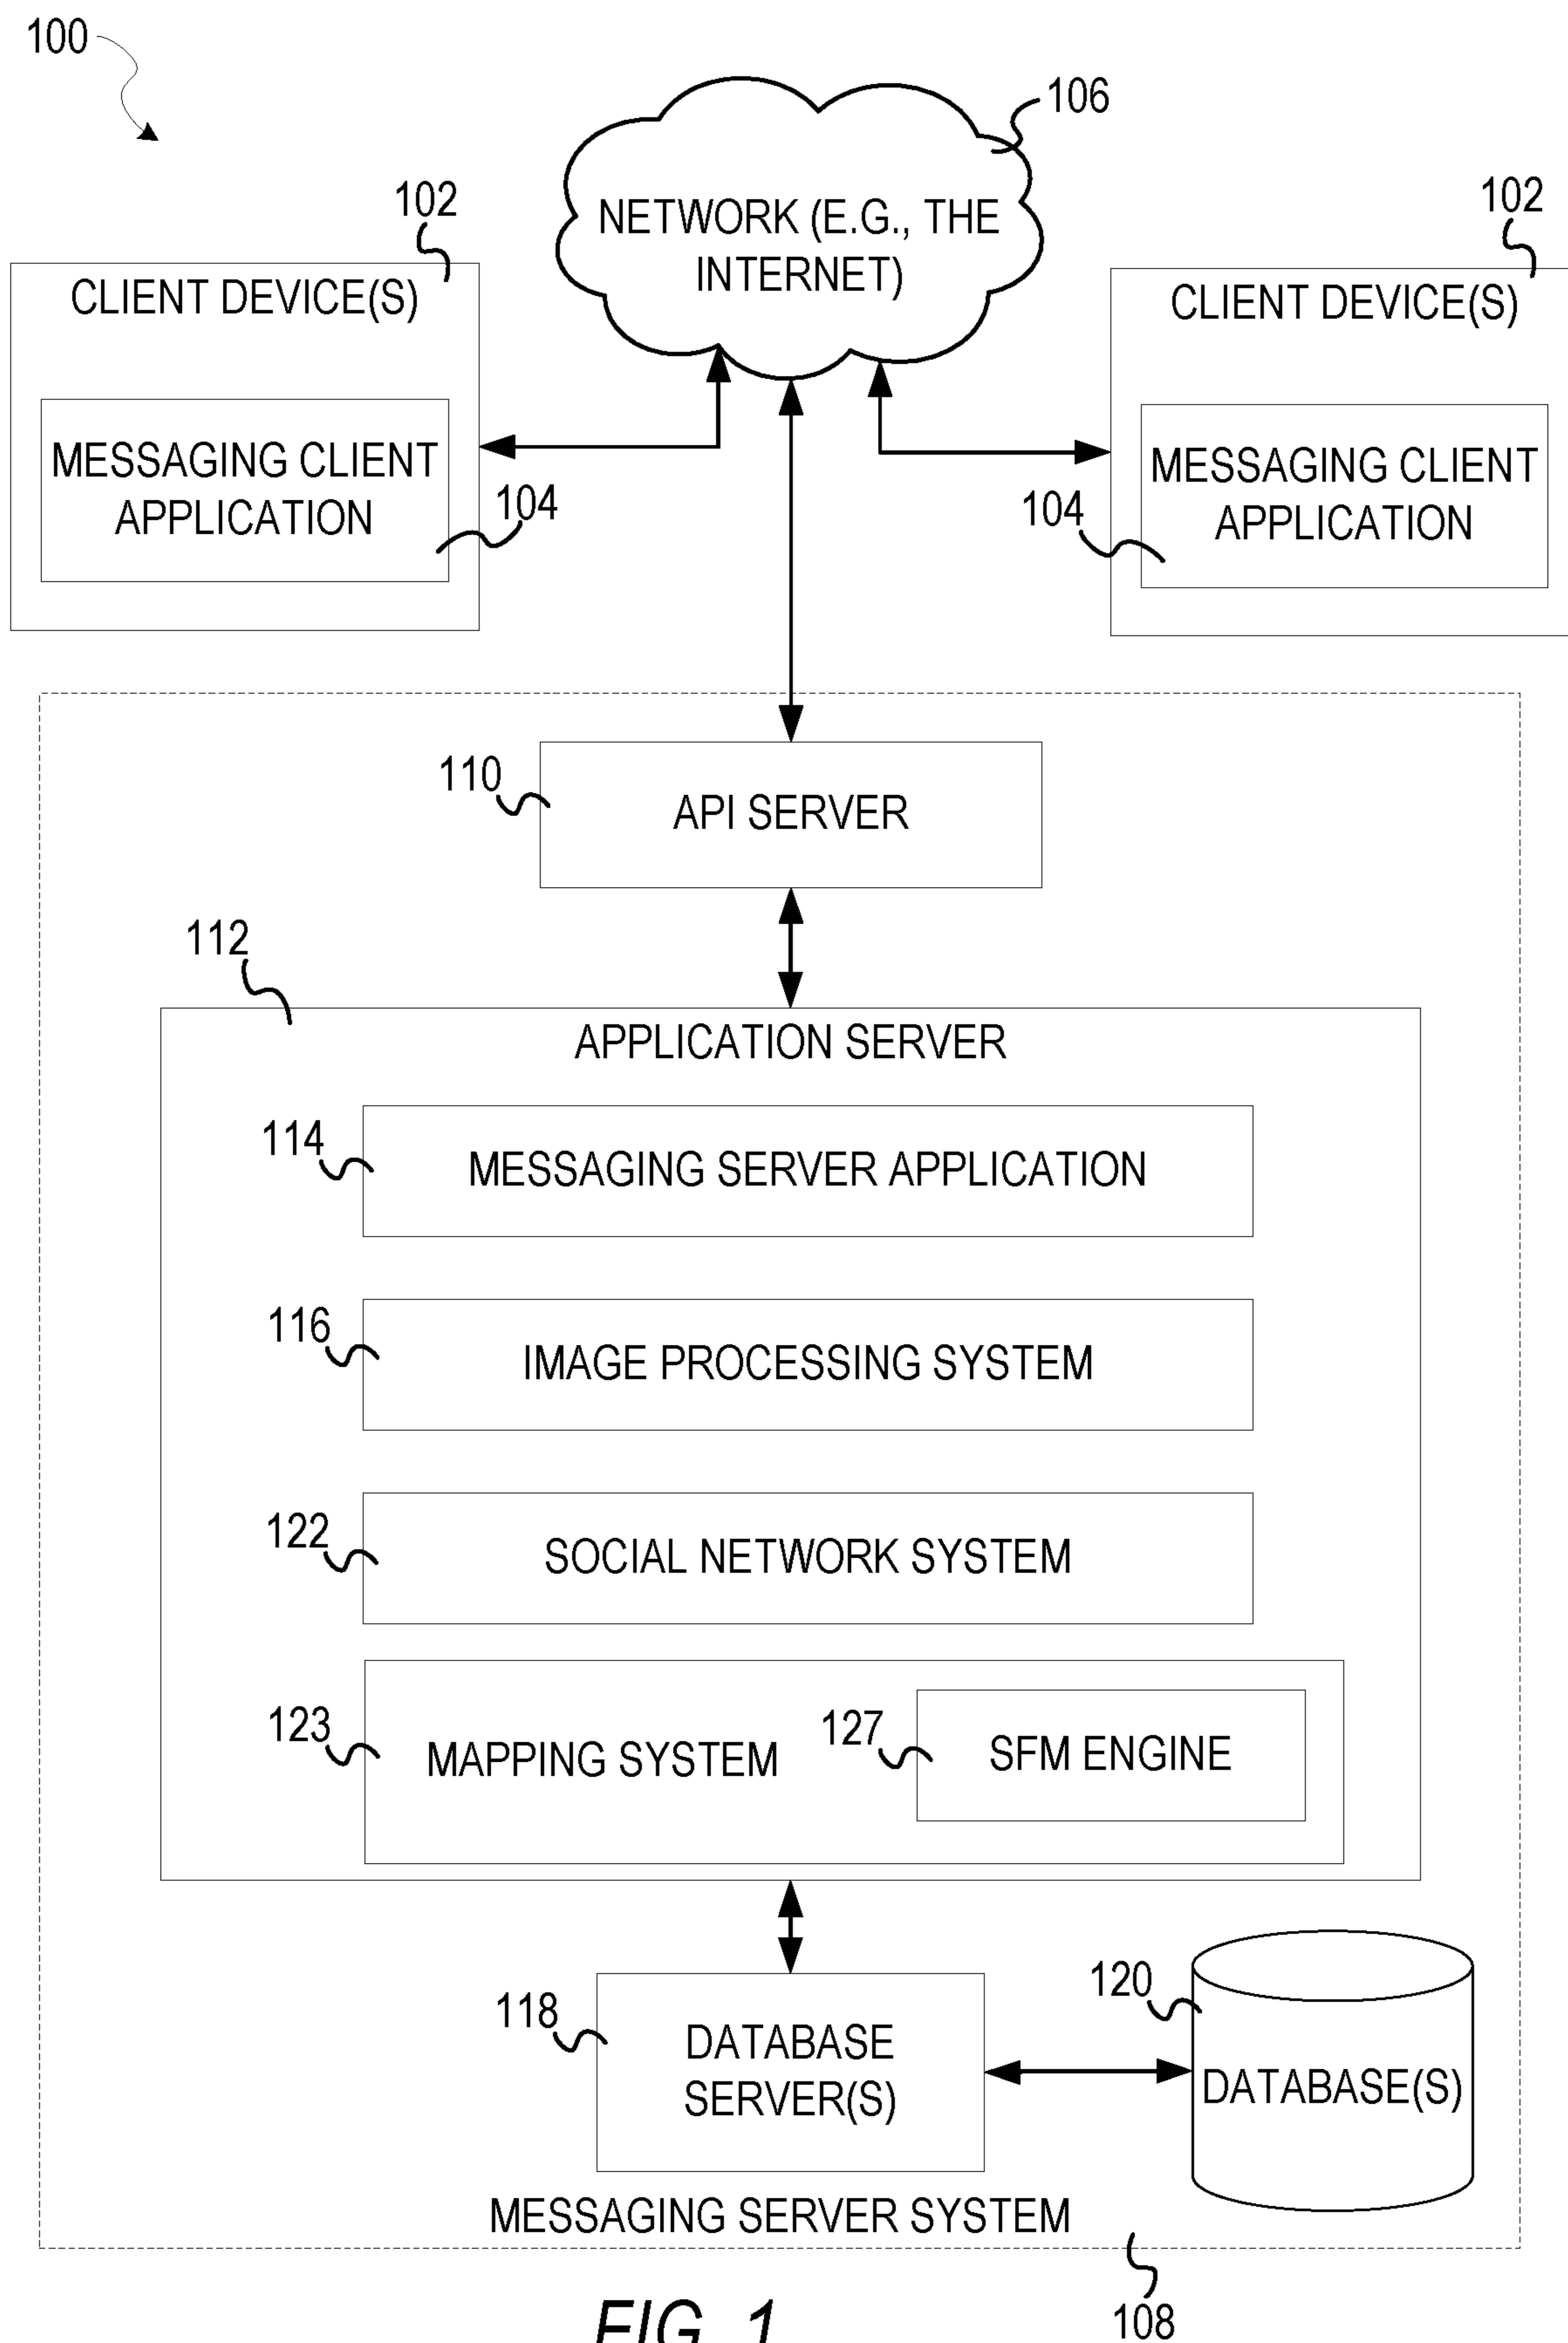 100
106
NETWORK (E.G., THE
INTERNET)
102
CLIENT DEVICE(S)
MESSAGING CLIENT
APPLICATION
104
102
CLIENT DEVICE(S)
MESSAGING CLIENT
APPLICATION
104
110
API SERVER
112
APPLICATION SERVER
114
MESSAGING SERVER APPLICATION
116
IMAGE PROCESSING SYSTEM
122
SOCIAL NETWORK SYSTEM
123
MAPPING SYSTEM
127
SFM ENGINE
118
DATABASE
SERVER(S)
120
DATABASE(S)
MESSAGING SERVER SYSTEM
108
FIG. 1